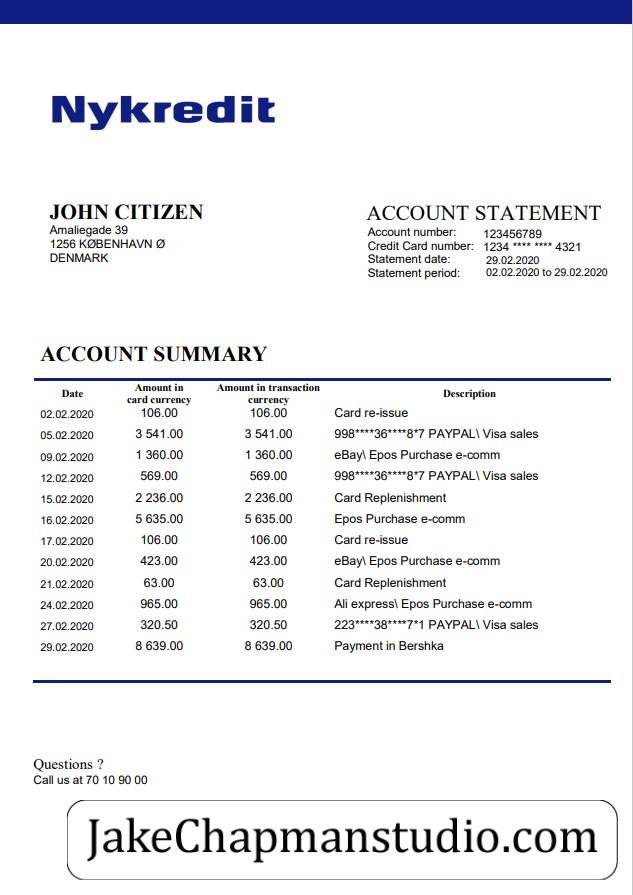 Nykredit
JOHN CITIZEN
Amaliegade 39
1256 KØBENHAVN Ø
DENMARK
ACCOUNT STATEMENT
Account number: 123456789
Credit Card number: 1234 **** **** 4321
Statement date: 29.02.2020
Statement period: 02.02.2020 to 29.02.2020
ACCOUNT SUMMARY
Date Amount in card currency Amount in transaction currency Description
02.02.2020 106.00 106.00 Card re-issue
05.02.2020 3 541.00 3 541.00 998****36****8*7 PAYPAL\ Visa sales
09.02.2020 1 360.00 1 360.00 eBay\ Epos Purchase e-comm
12.02.2020 569.00 569.00 998****36****8*7 PAYPAL\ Visa sales
15.02.2020 2 236.00 2 236.00 Card Replenishment
16.02.2020 5 635.00 5 635.00 Epos Purchase e-comm
17.02.2020 106.00 106.00 Card re-issue
20.02.2020 423.00 423.00 eBay\ Epos Purchase e-comm
21.02.2020 63.00 63.00 Card Replenishment
24.02.2020 965.00 965.00 Ali express\ Epos Purchase e-comm
27.02.2020 320.50 320.50 223****38****7*1 PAYPAL\ Visa sales
29.02.2020 8 639.00 8 639.00 Payment in Bershka
Questions ?
Call us at 70 10 90 00
JakeChapmanstudio.com